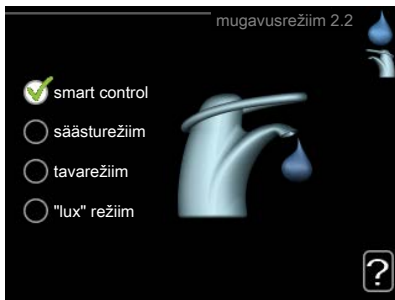 mugavusrežiim 2.2
smart control
säästurežiim
tavarežiim
"lux" režiim
?